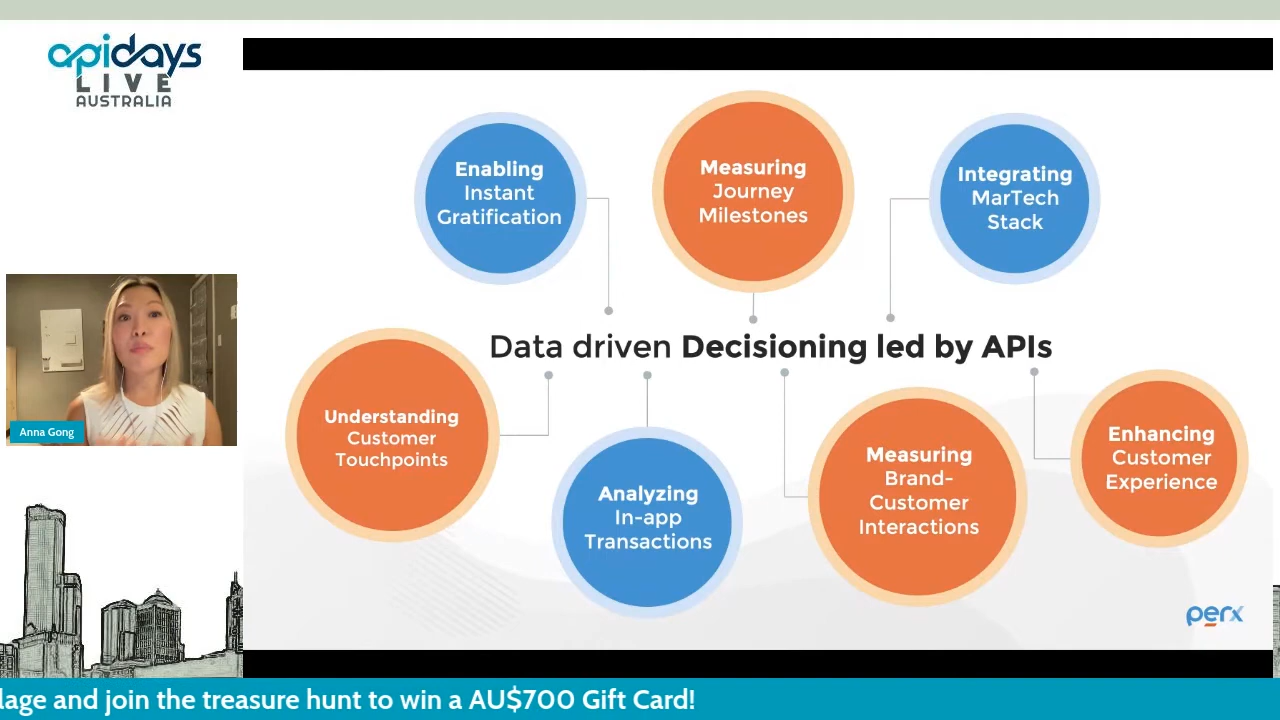 apidays
LIVE
AUSTRALIA
Enabling
Instant
Gratification
Measuring
Journey
Milestones
Integrating
MarTech
Stack
Data driven Decisioning led by APIs
Understanding
Customer
Touchpoints
Analyzing
In-app
Transactions
Measuring
Brand-
Customer
Interactions
Enhancing
Customer
Experience
Anna Gong
perx
and join the treasure hunt to win a AU$700 Gift Card!